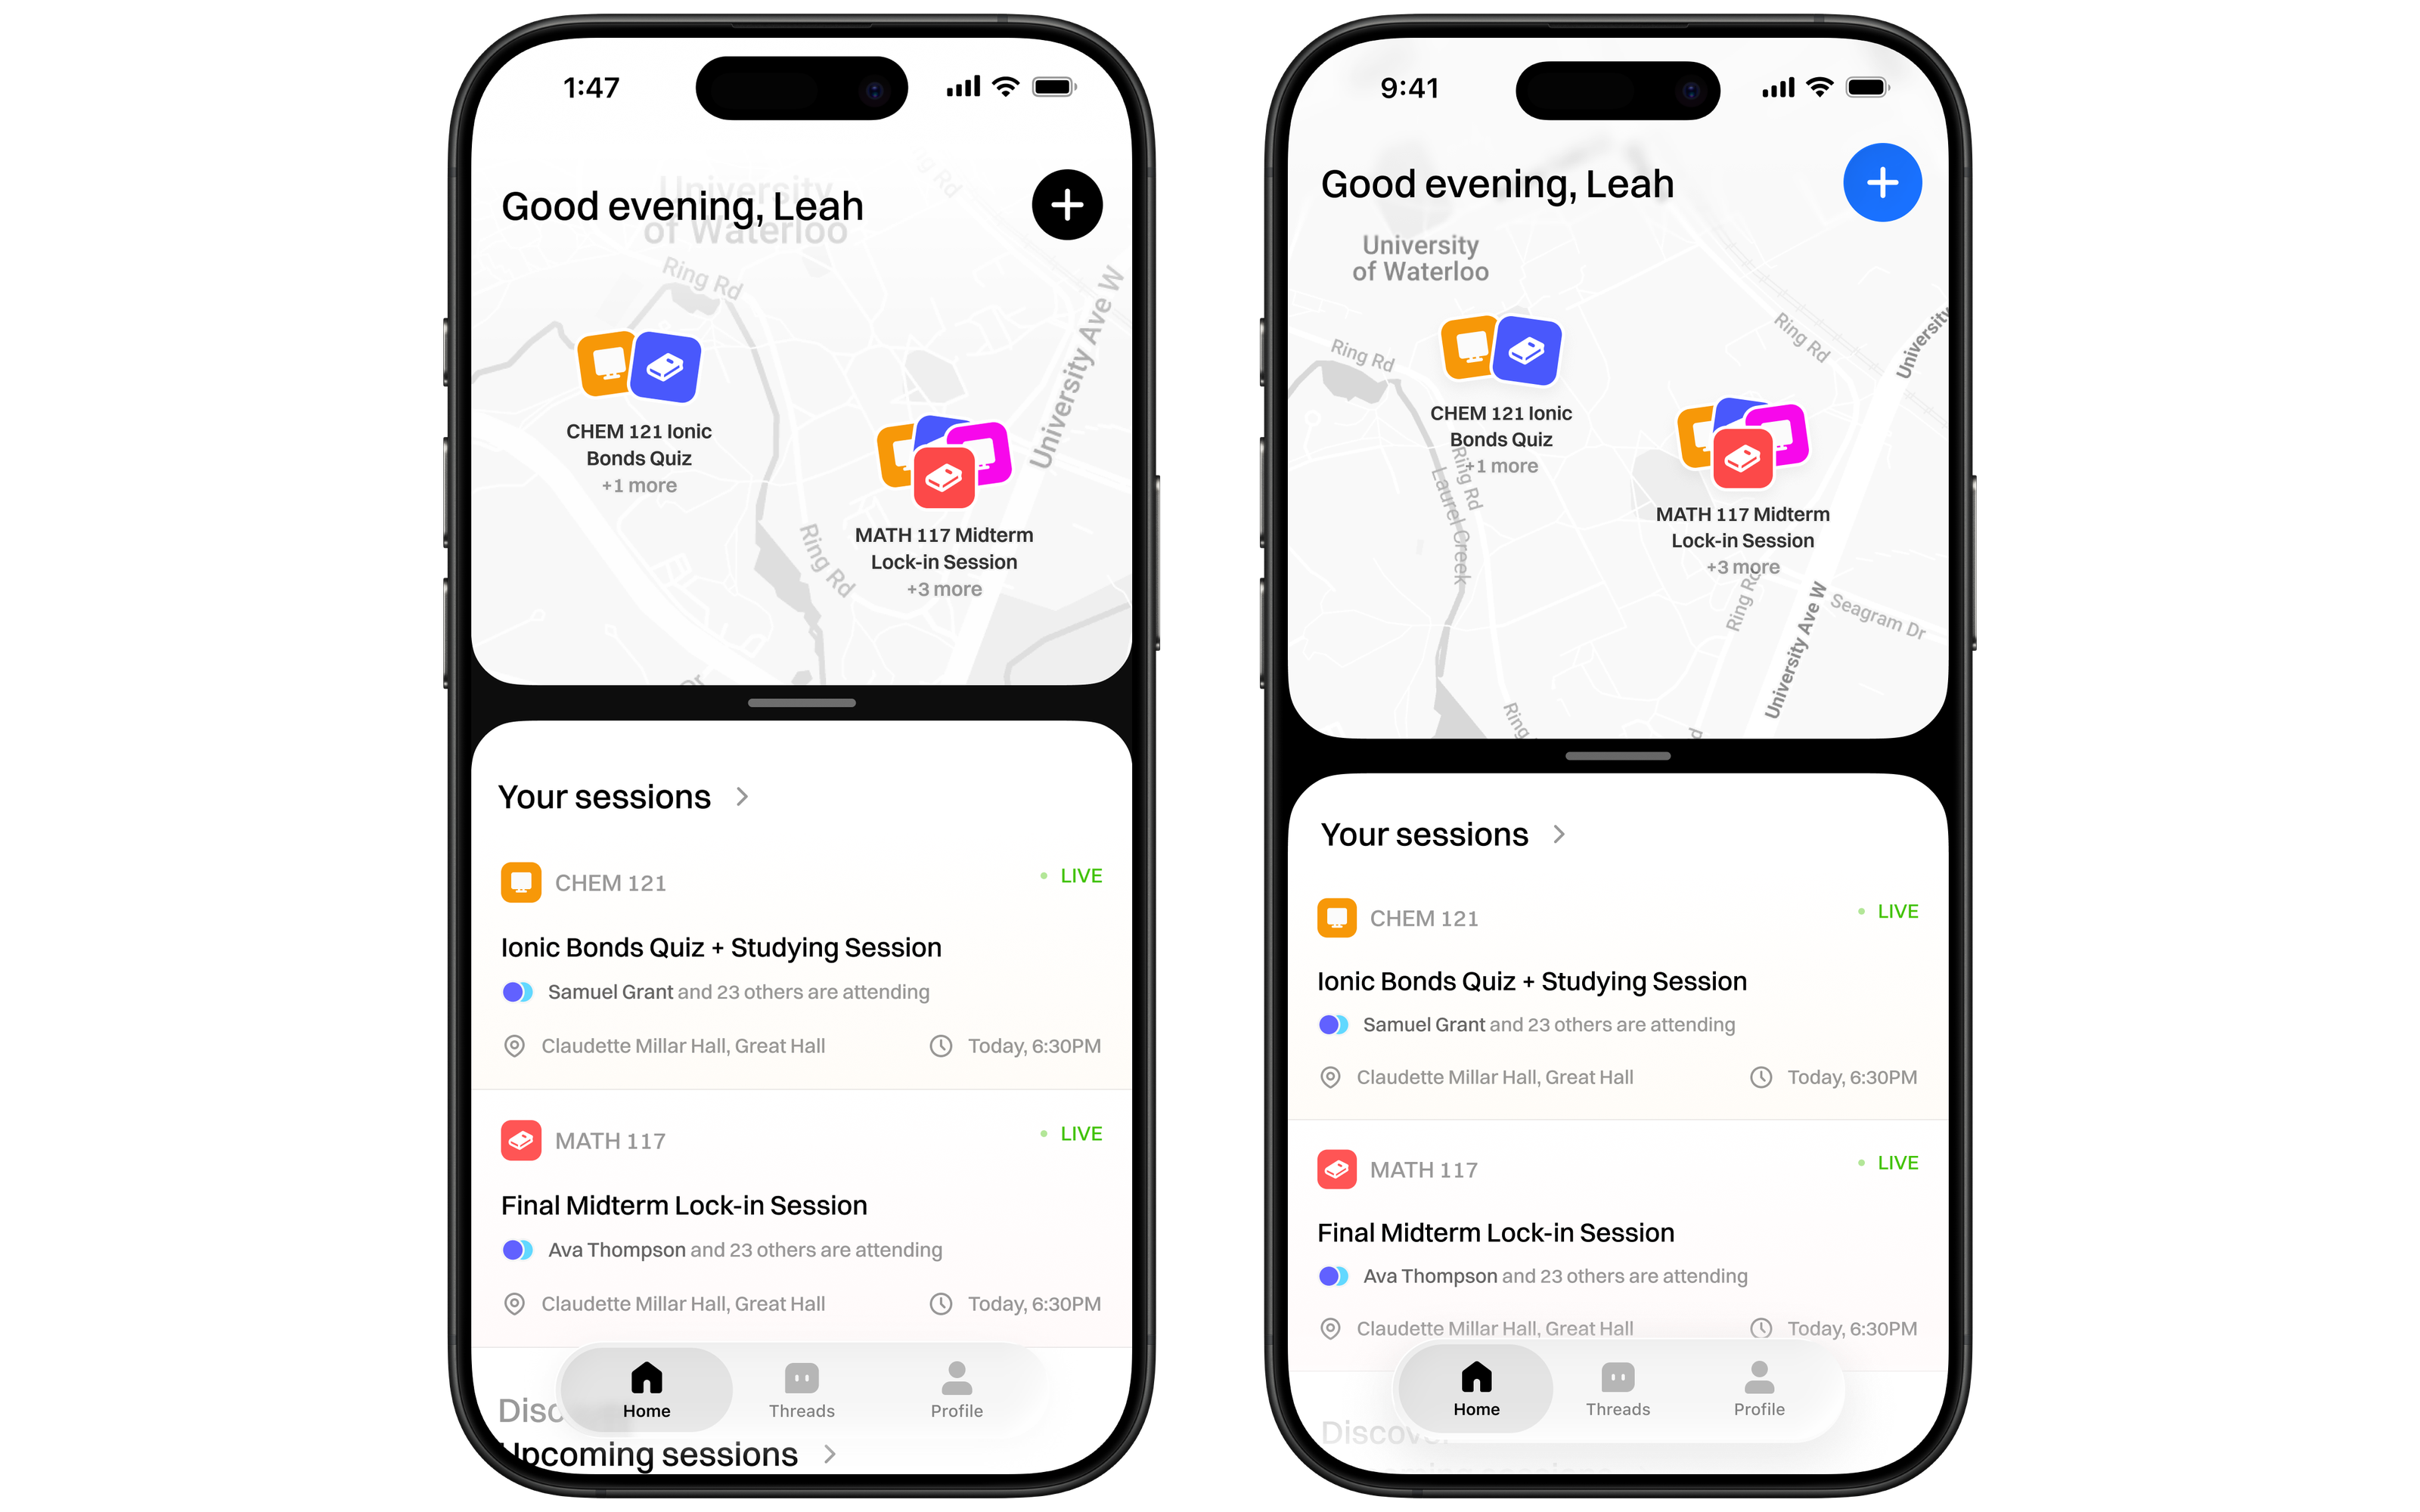 1:47
University
of Waterloo
Good evening, Leah
Ring Rd
University Ave W
CHEM 121 Ionic
Bonds Quiz
+1 more
Ring Rd
MATH 117 Midterm
Lock-in Session
+3 more
Dr
Your sessions
CHEM 121
LIVE
Ionic Bonds Quiz + Studying Session
Samuel Grant and 23 others are attending
Claudette Millar Hall, Great Hall
Today, 6:30PM
MATH 117
LIVE
Final Midterm Lock-in Session
Ava Thompson and 23 others are attending
Claudette Millar Hall, Great Hall
Today, 6:30PM
Home
Threads
Profile
Upcoming sessions
9:41
Good evening, Leah
University
of Waterloo
Ring Rd
Ring Rd
University
CHEM 121 Ionic
Bonds Quiz
+1 more
Ring Rd
Laurel Creek
MATH 117 Midterm
Lock-in Session
+3 more
Ring Rd
University Ave W
Seagram Dr
Ring
Your sessions
CHEM 121
LIVE
Ionic Bonds Quiz + Studying Session
Samuel Grant and 23 others are attending
Claudette Millar Hall, Great Hall
Today, 6:30PM
MATH 117
LIVE
Final Midterm Lock-in Session
Ava Thompson and 23 others are attending
Claudette Millar Hall, Great Hall
Today, 6:30PM
Home
Threads
Profile